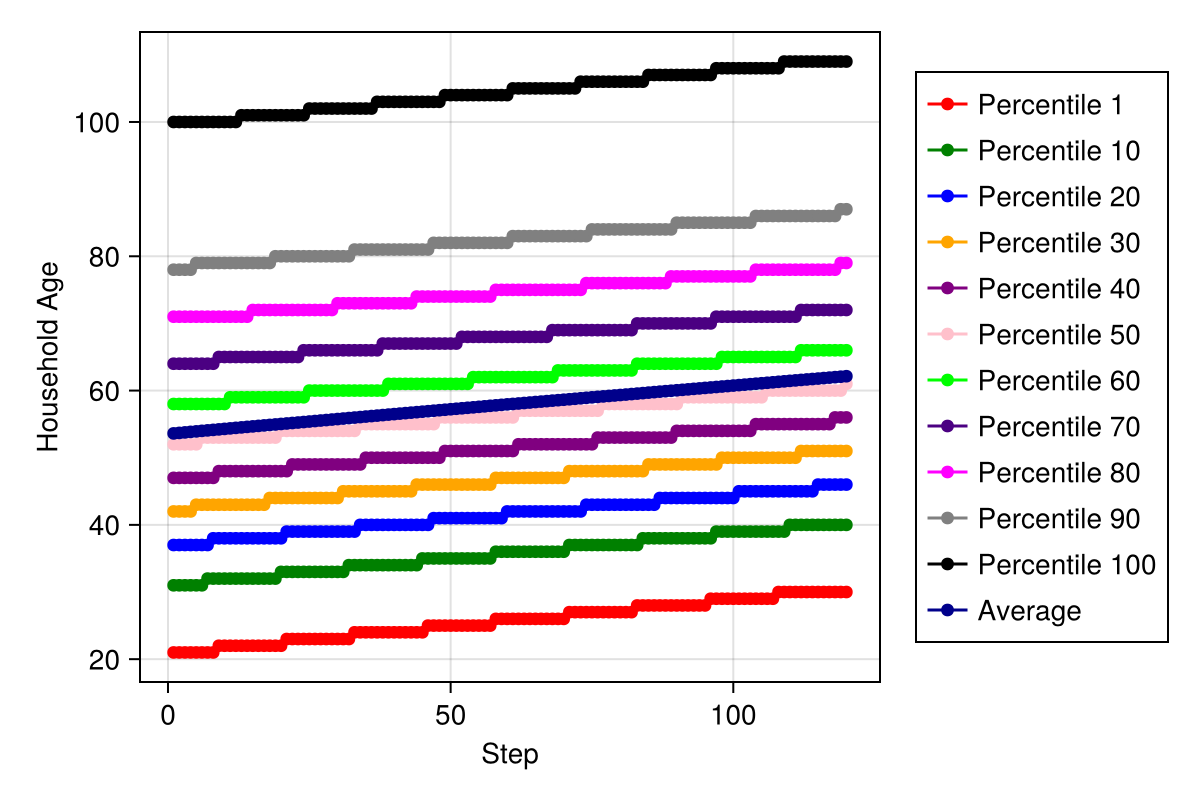 100
80
60
40
20
Household Age
0 50 100
Step
Percentile 1
Percentile 10
Percentile 20
Percentile 30
Percentile 40
Percentile 50
Percentile 60
Percentile 70
Percentile 80
Percentile 90
Percentile 100
Average